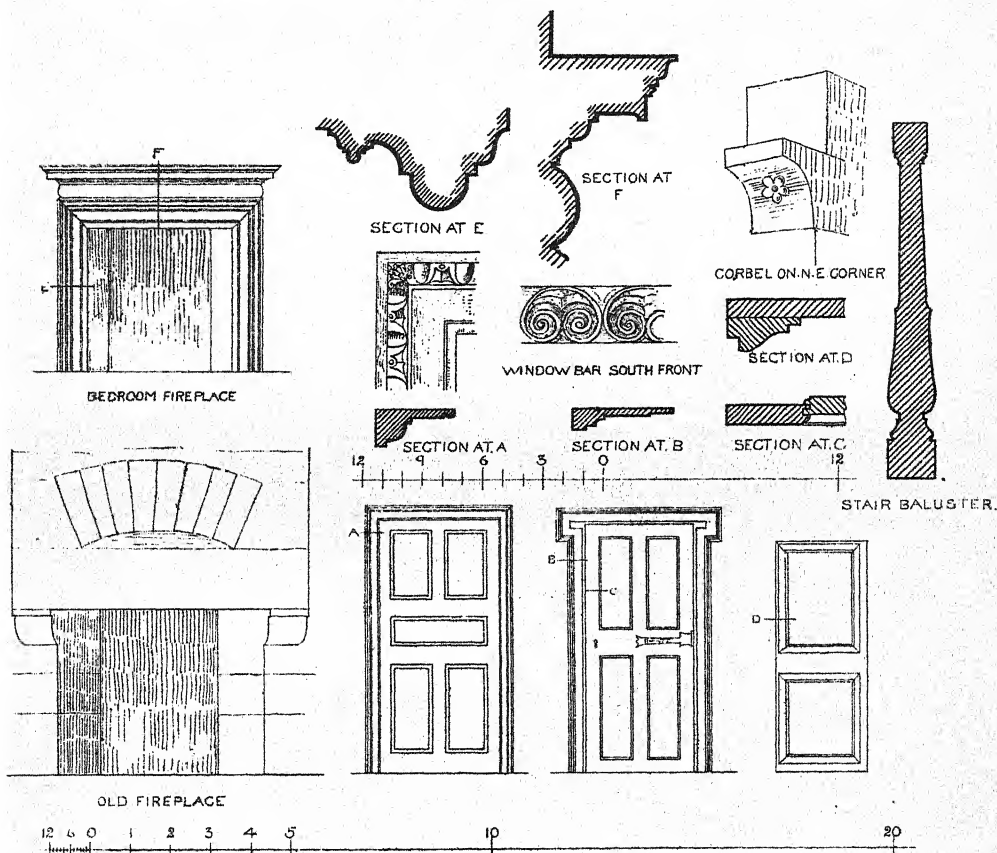 F
SECTION AT E
SECTION AT
F
CORBEL ON. N.E CORNER
BEDROOM FIREPLACE
WINDOW BAR SOUTH FRONT
SECTION AT. D
SECTION AT. A
SECTION AT. B
SECTION AT. C
12 9 6 3 0 12
STAIR BALUSTER.
A
C
D
OLD FIREPLACE
12 6 0 1 2 3 4 5 10 20